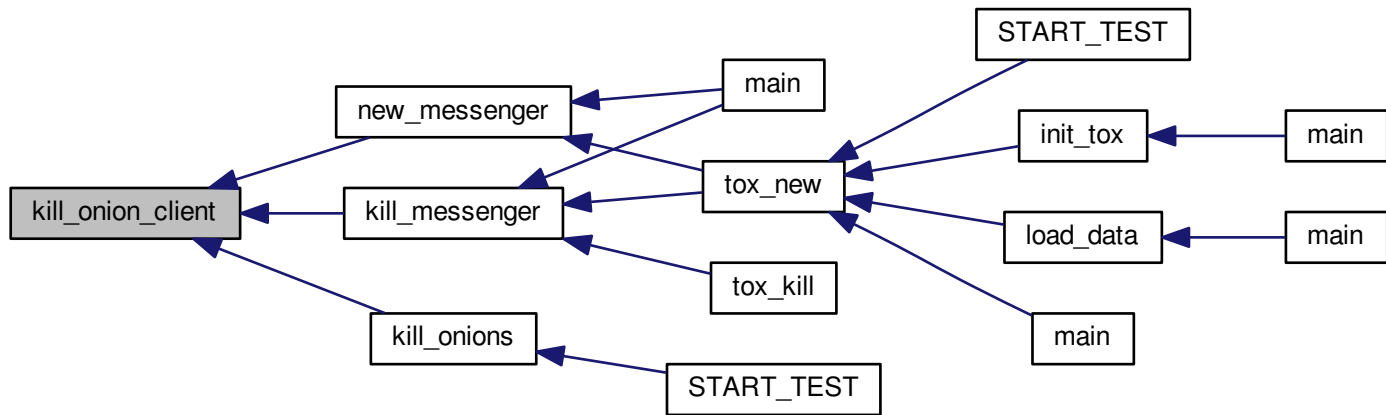 START_TEST
main
new_messenger
init_tox
main
tox_new
kill_onion_client
kill_messenger
load_data
main
tox_kill
kill_onions
main
START_TEST